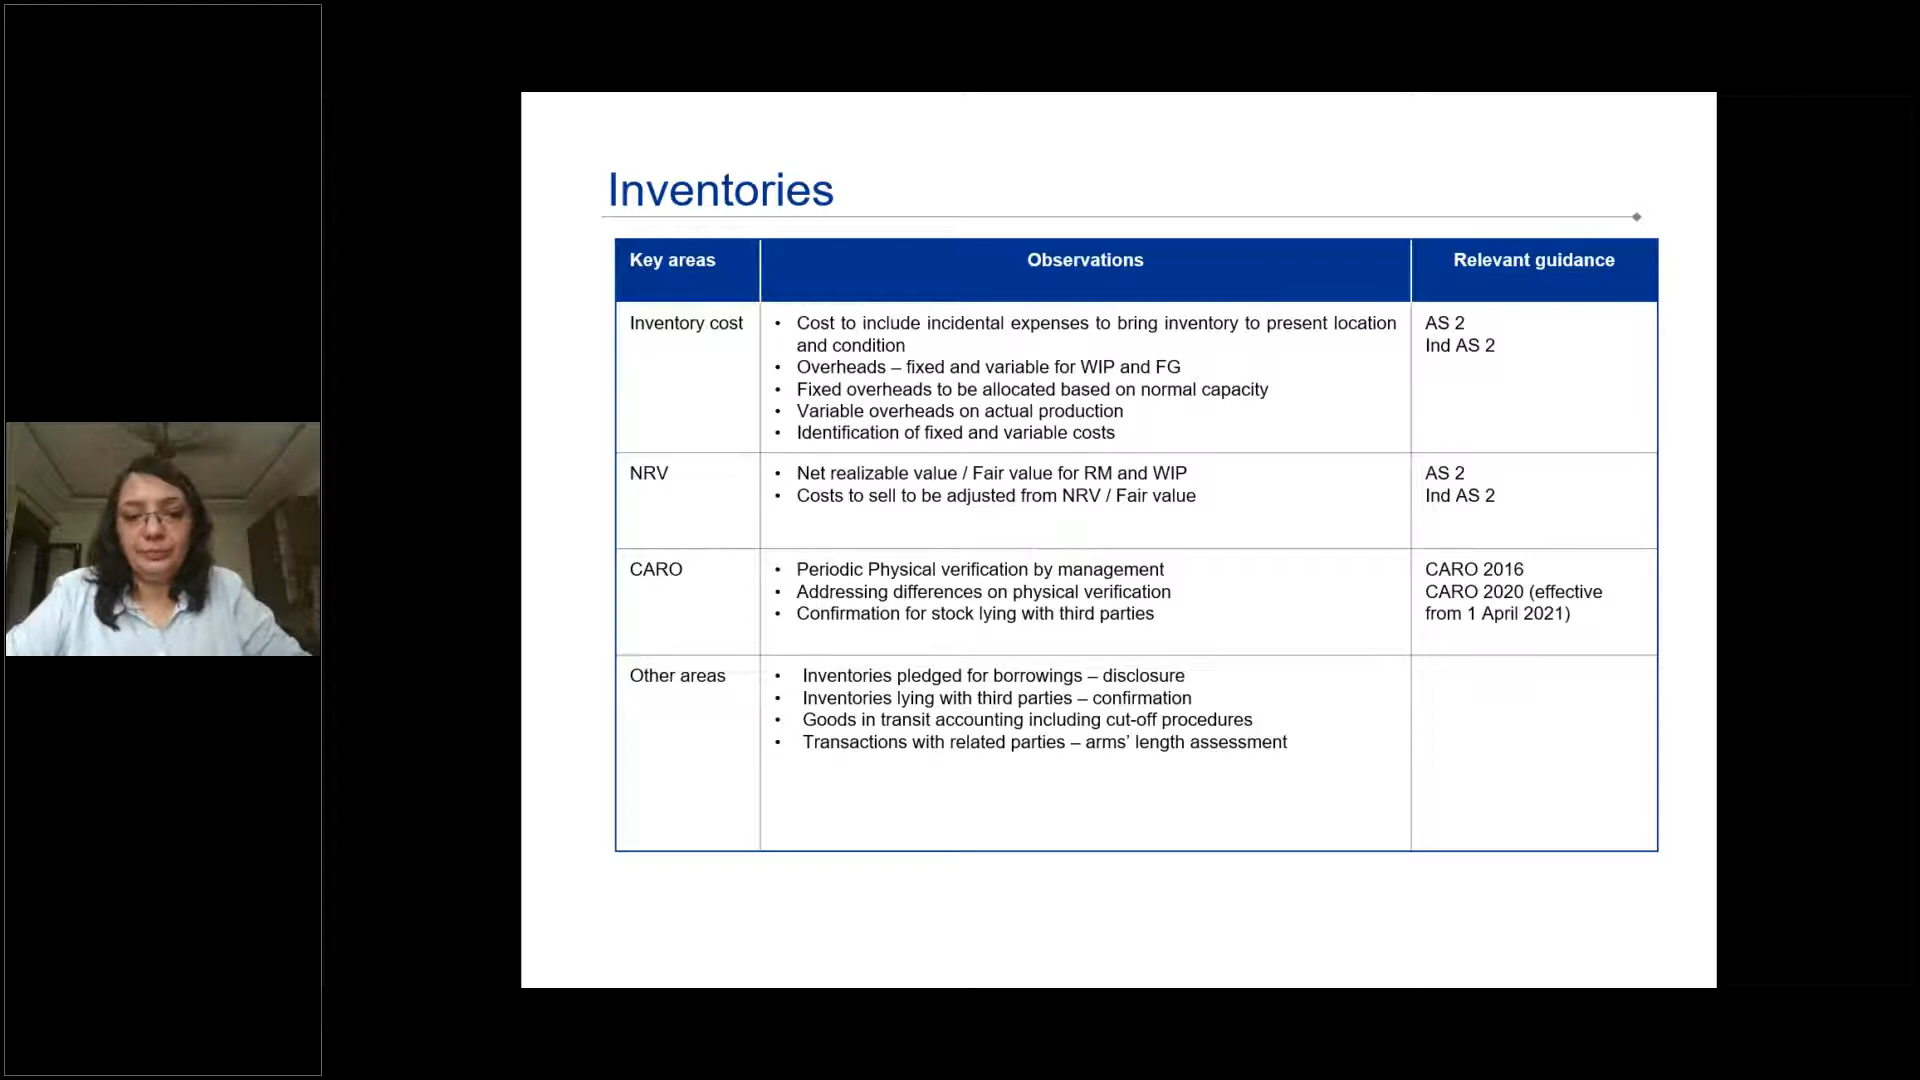 Inventories
Key areas
Observations
Relevant guidance
Inventory cost
• Cost to include incidental expenses to bring inventory to present location
and condition
• Overheads – fixed and variable for WIP and FG
• Fixed overheads to be allocated based on normal capacity
• Variable overheads on actual production
• Identification of fixed and variable costs
AS 2
Ind AS 2
NRV
• Net realizable value / Fair value for RM and WIP
• Costs to sell to be adjusted from NRV / Fair value
AS 2
Ind AS 2
CARO
• Periodic Physical verification by management
• Addressing differences on physical verification
• Confirmation for stock lying with third parties
CARO 2016
CARO 2020 (effective
from 1 April 2021)
Other areas
• Inventories pledged for borrowings – disclosure
• Inventories lying with third parties – confirmation
• Goods in transit accounting including cut-off procedures
• Transactions with related parties – arms’ length assessment